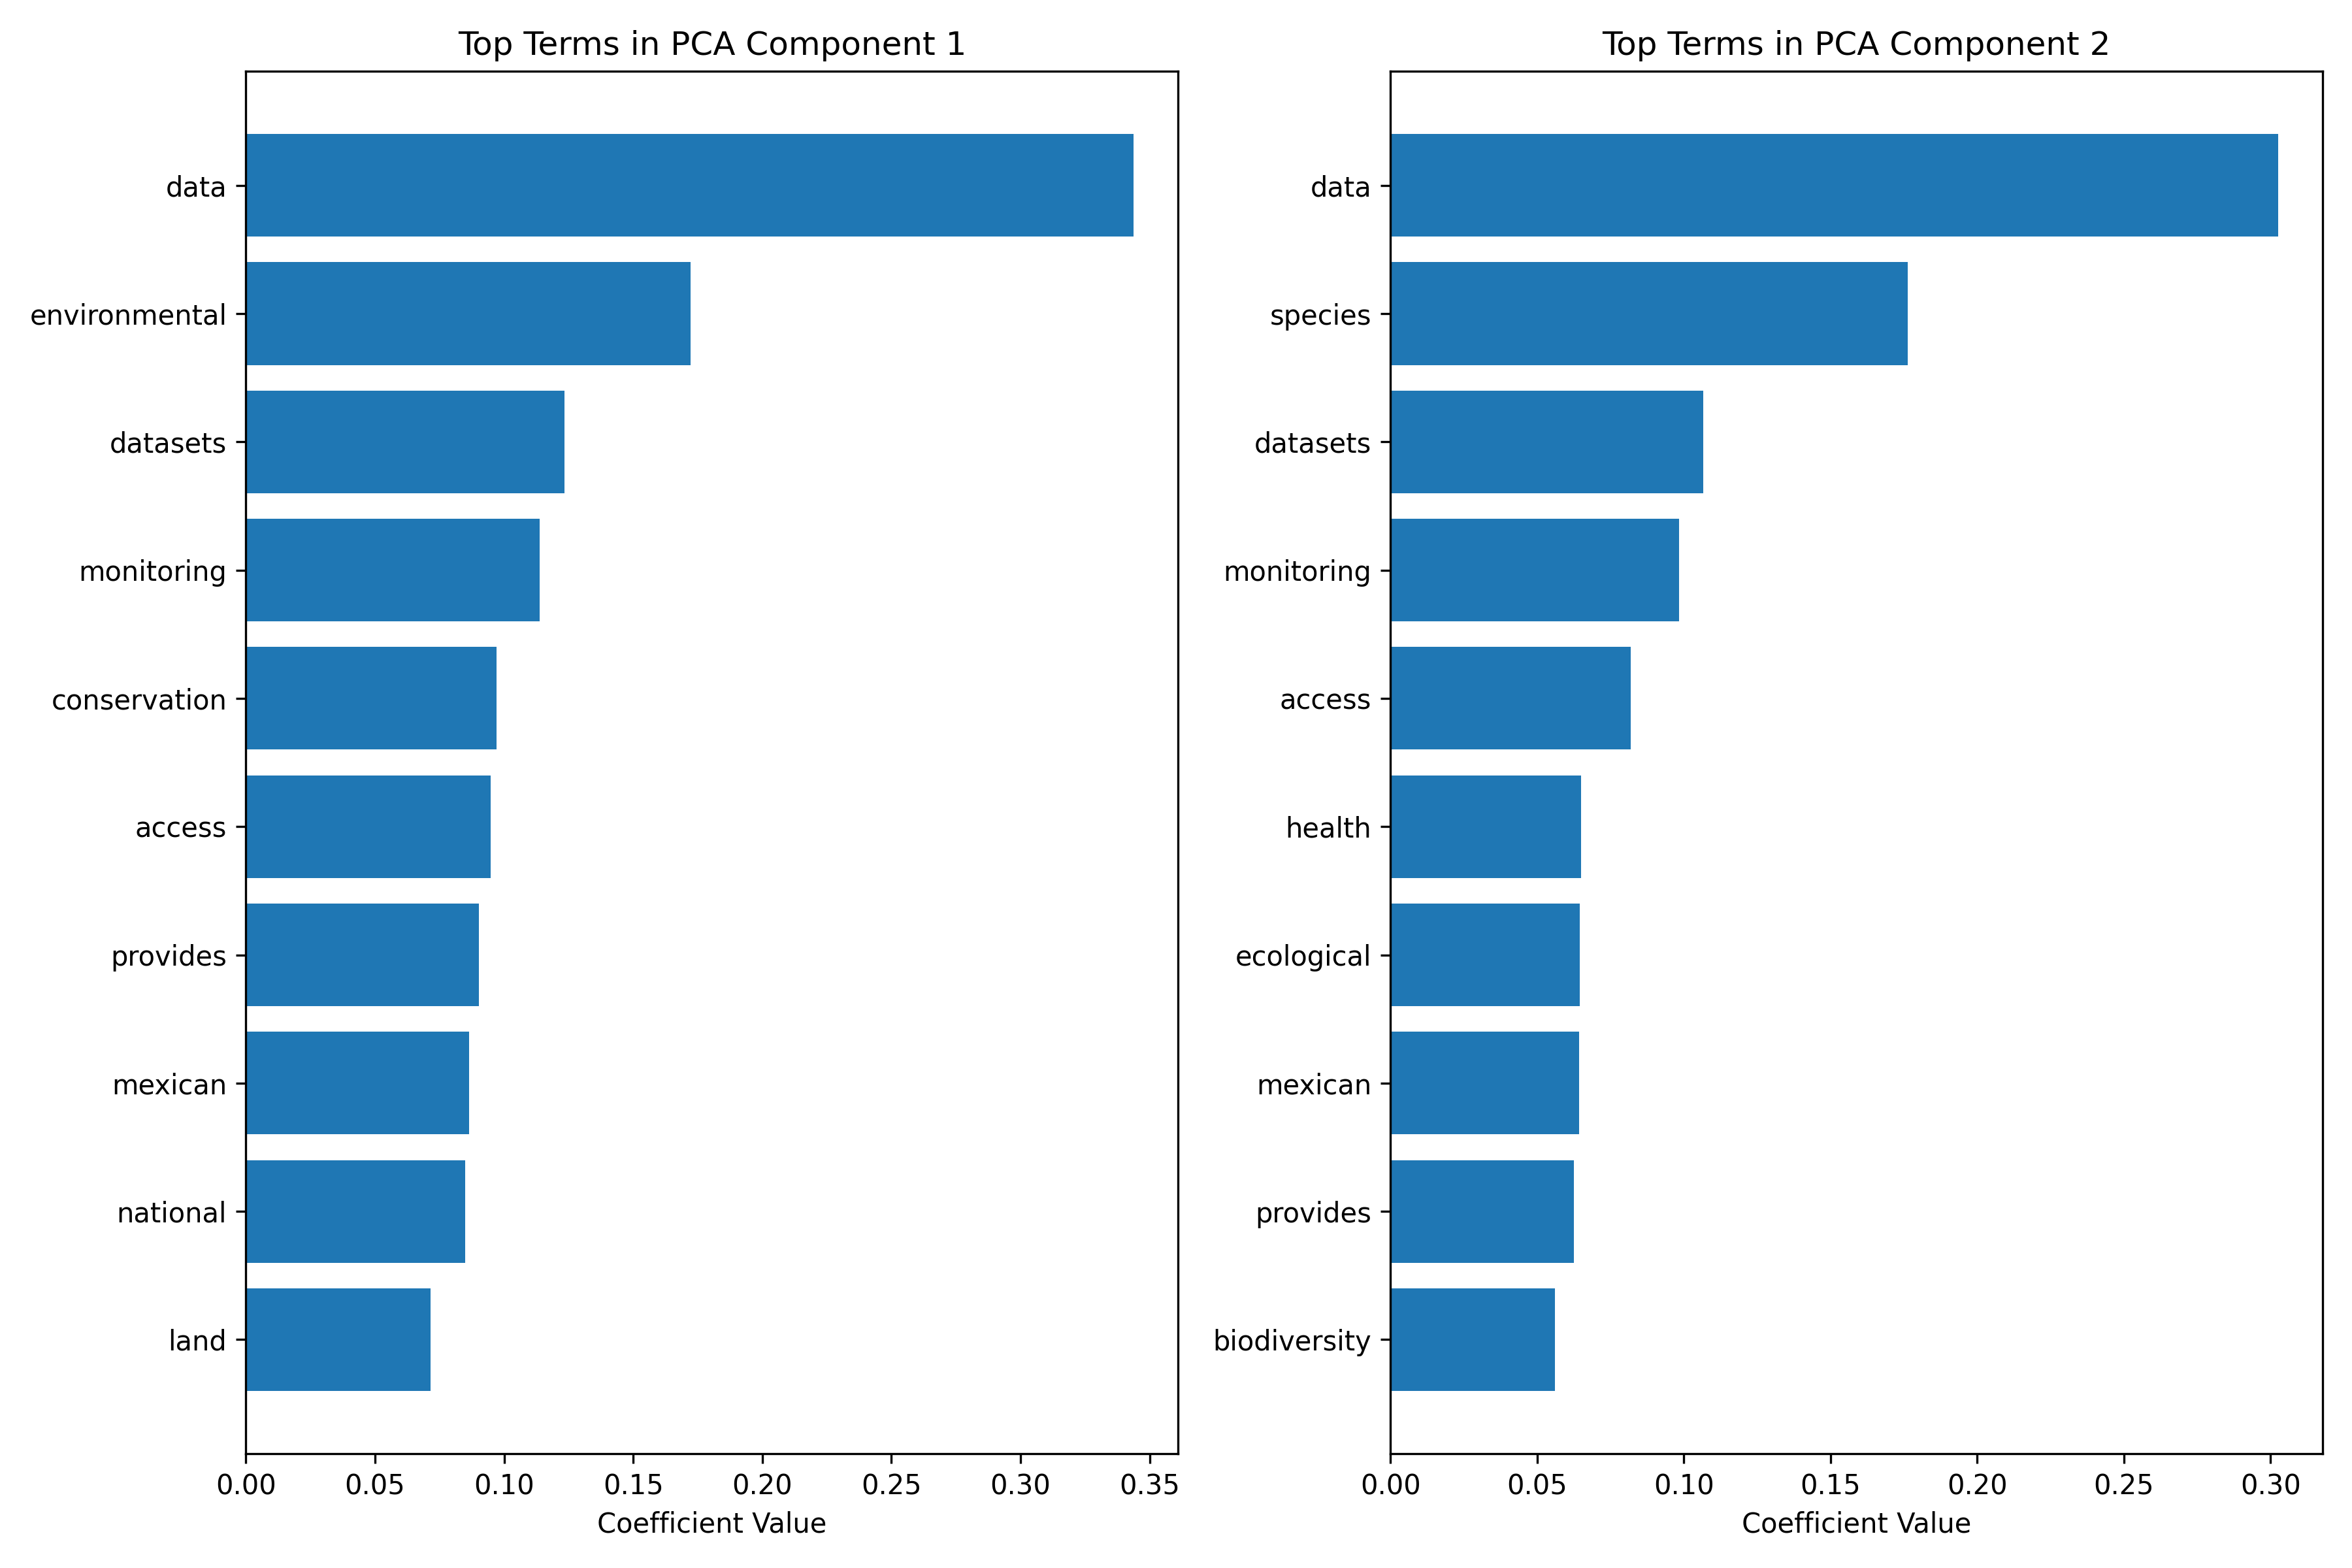 Top Terms in PCA Component 1
data
environmental
datasets
monitoring
conservation
access
provides
mexican
national
land
0.00 0.05 0.10 0.15 0.20 0.25 0.30 0.35
Coefficient Value
Top Terms in PCA Component 2
data
species
datasets
monitoring
access
health
ecological
mexican
provides
biodiversity
0.00 0.05 0.10 0.15 0.20 0.25 0.30
Coefficient Value